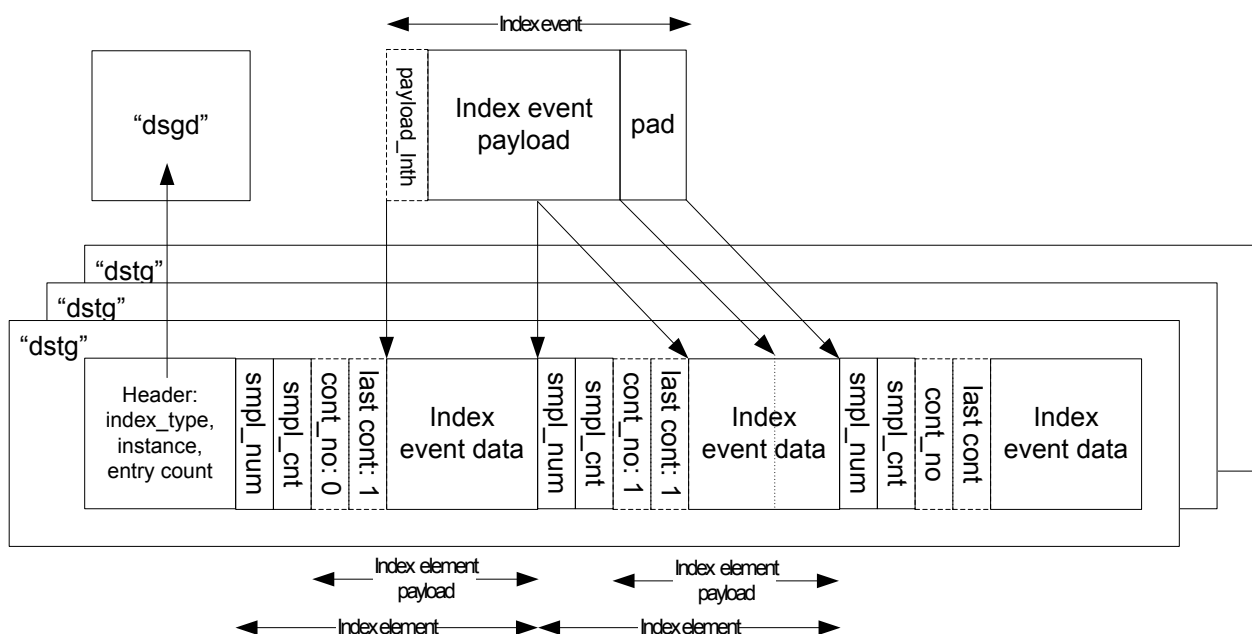 Index event
“dsgd”
payload_lnth
Index event
payload
pad
“dstg”
“dstg”
“dstg”
Header:
index_type,
instance,
entry count
smpl_num
smpl_cnt
cont_no: 0
last cont: 1
Index
event data
smpl_num
smpl_cnt
cont_no: 1
last cont: 1
Index
event data
smpl_num
smpl_cnt
cont_no
last cont
Index
event data
Index element
payload
Index element
payload
Index element
Index element